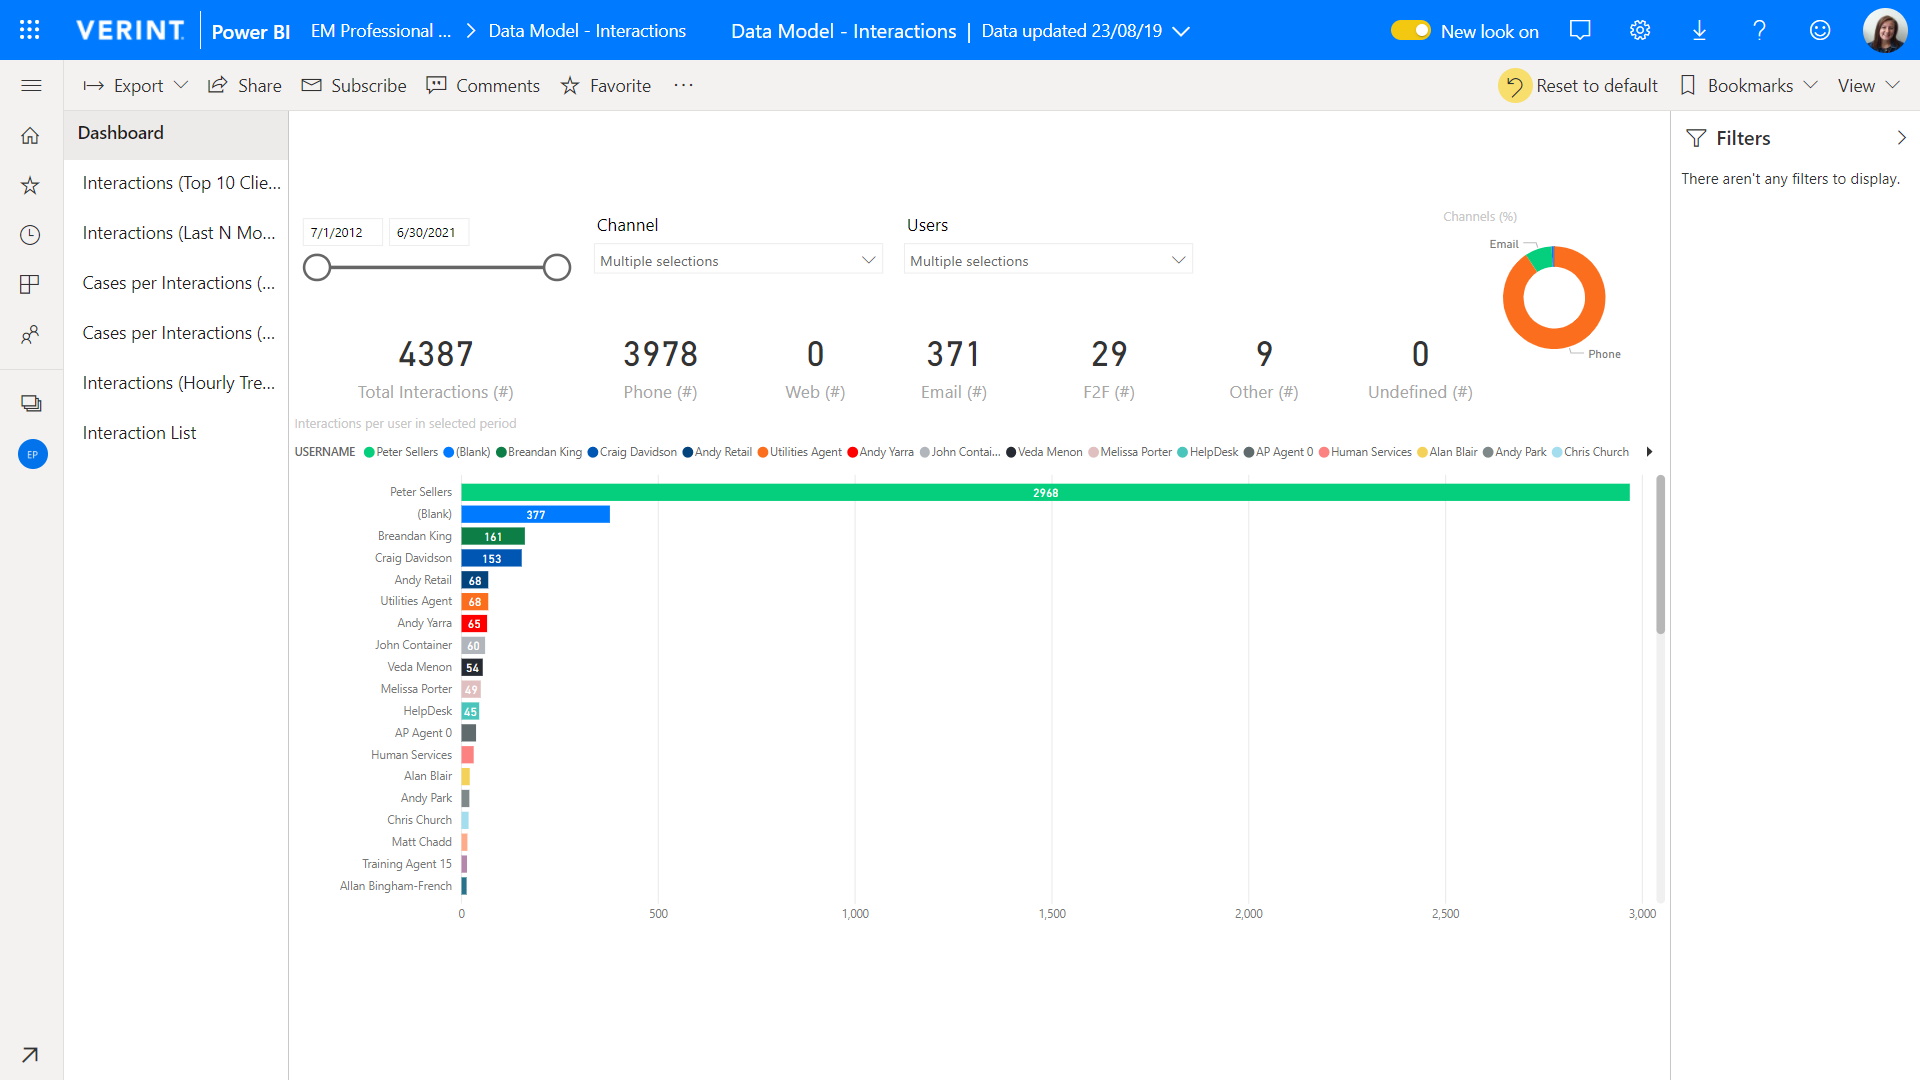 VERINT Power BI EM Professional ... Data Model - Interactions Data Model - Interactions | Data updated 23/08/19 New look on
Export Share Subscribe Comments Favorite ... Reset to default Bookmarks View
Dashboard
Interactions (Top 10 Clie...
Interactions (Last N Mo...
Cases per Interactions (...
Cases per Interactions (...
Interactions (Hourly Tre...
Interaction List
EP
Filters
There aren't any filters to display.
7/1/2012 6/30/2021
Channel
Multiple selections
Users
Multiple selections
Channels (%)
Email
Phone
4387 3978 0 371 29 9 0
Total Interactions (#) Phone (#) Web (#) Email (#) F2F (#) Other (#) Undefined (#)
Interactions per user in selected period
USERNAME Peter Sellers (Blank) Breandan King Craig Davidson Andy Retail Utilities Agent Andy Yarra John Contai... Veda Menon Melissa Porter HelpDesk AP Agent 0 Human Services Alan Blair Andy Park Chris Church
Peter Sellers 2968
(Blank) 377
Breandan King 161
Craig Davidson 153
Andy Retail 68
Utilities Agent 68
Andy Yarra 65
John Container 60
Veda Menon 54
Melissa Porter 49
HelpDesk 45
AP Agent 0
Human Services
Alan Blair
Andy Park
Chris Church
Matt Chadd
Training Agent 15
Allan Bingham-French
0 500 1,000 1,500 2,000 2,500 3,000